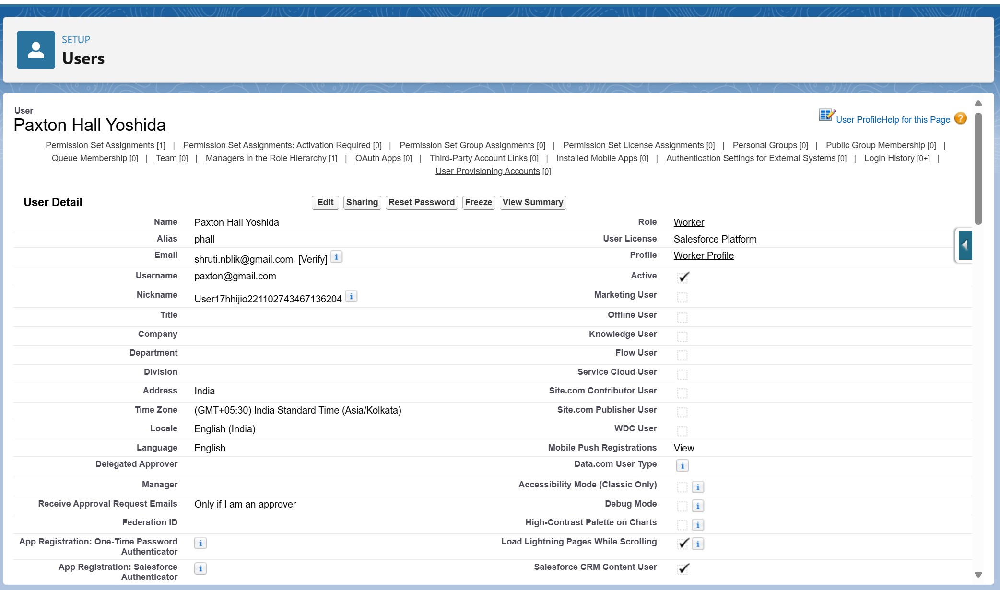 SETUP
Users
User
Paxton Hall Yoshida
User Profile Help for this Page ?
Permission Set Assignments [1] | Permission Set Assignments: Activation Required [0] | Permission Set Group Assignments [0] | Permission Set License Assignments [0] | Personal Groups [0] | Public Group Membership [0] |
Queue Membership [0] | Team [0] | Managers in the Role Hierarchy [1] | OAuth Apps [0] | Third-Party Account Links [0] | Installed Mobile Apps [0] | Authentication Settings for External Systems [0] | Login History [0+] |
User Provisioning Accounts [0]
User Detail Edit Sharing Reset Password Freeze View Summary
Name Paxton Hall Yoshida Role Worker
Alias phall User License Salesforce Platform
Email shruti.nblik@gmail.com [Verify] i Profile Worker Profile
Username paxton@gmail.com Active
Nickname User17hhijio221102743467136204 i Marketing User
Title Offline User
Company Knowledge User
Department Flow User
Division Service Cloud User
Address India Site.com Contributor User
Time Zone (GMT+05:30) India Standard Time (Asia/Kolkata) Site.com Publisher User
Locale English (India) WDC User
Language English Mobile Push Registrations View
Delegated Approver Data.com User Type i
Manager Accessibility Mode (Classic Only) i
Receive Approval Request Emails Only if I am an approver Debug Mode i
Federation ID High-Contrast Palette on Charts i
App Registration: One-Time Password i Load Lightning Pages While Scrolling i
Authenticator
App Registration: Salesforce i Salesforce CRM Content User
Authenticator